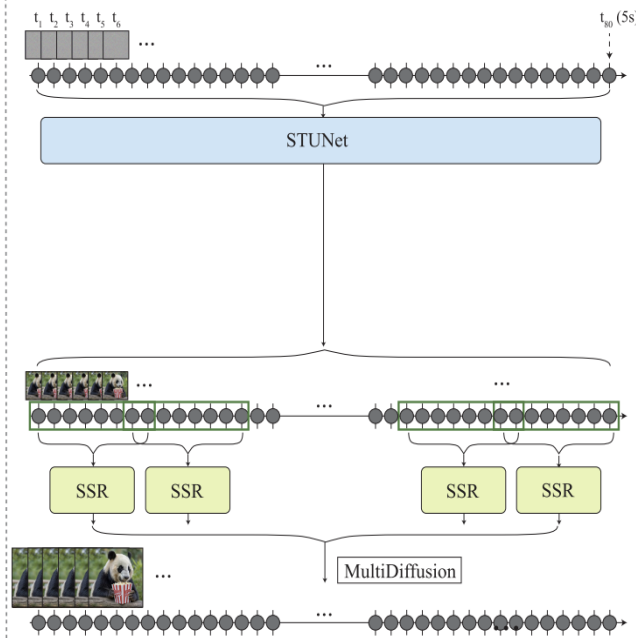 t1 t2 t3 t4 t5 t6 ... t80 (5s)
...
STUNet
... ...
...
SSR SSR SSR SSR
MultiDiffusion
...
... ...